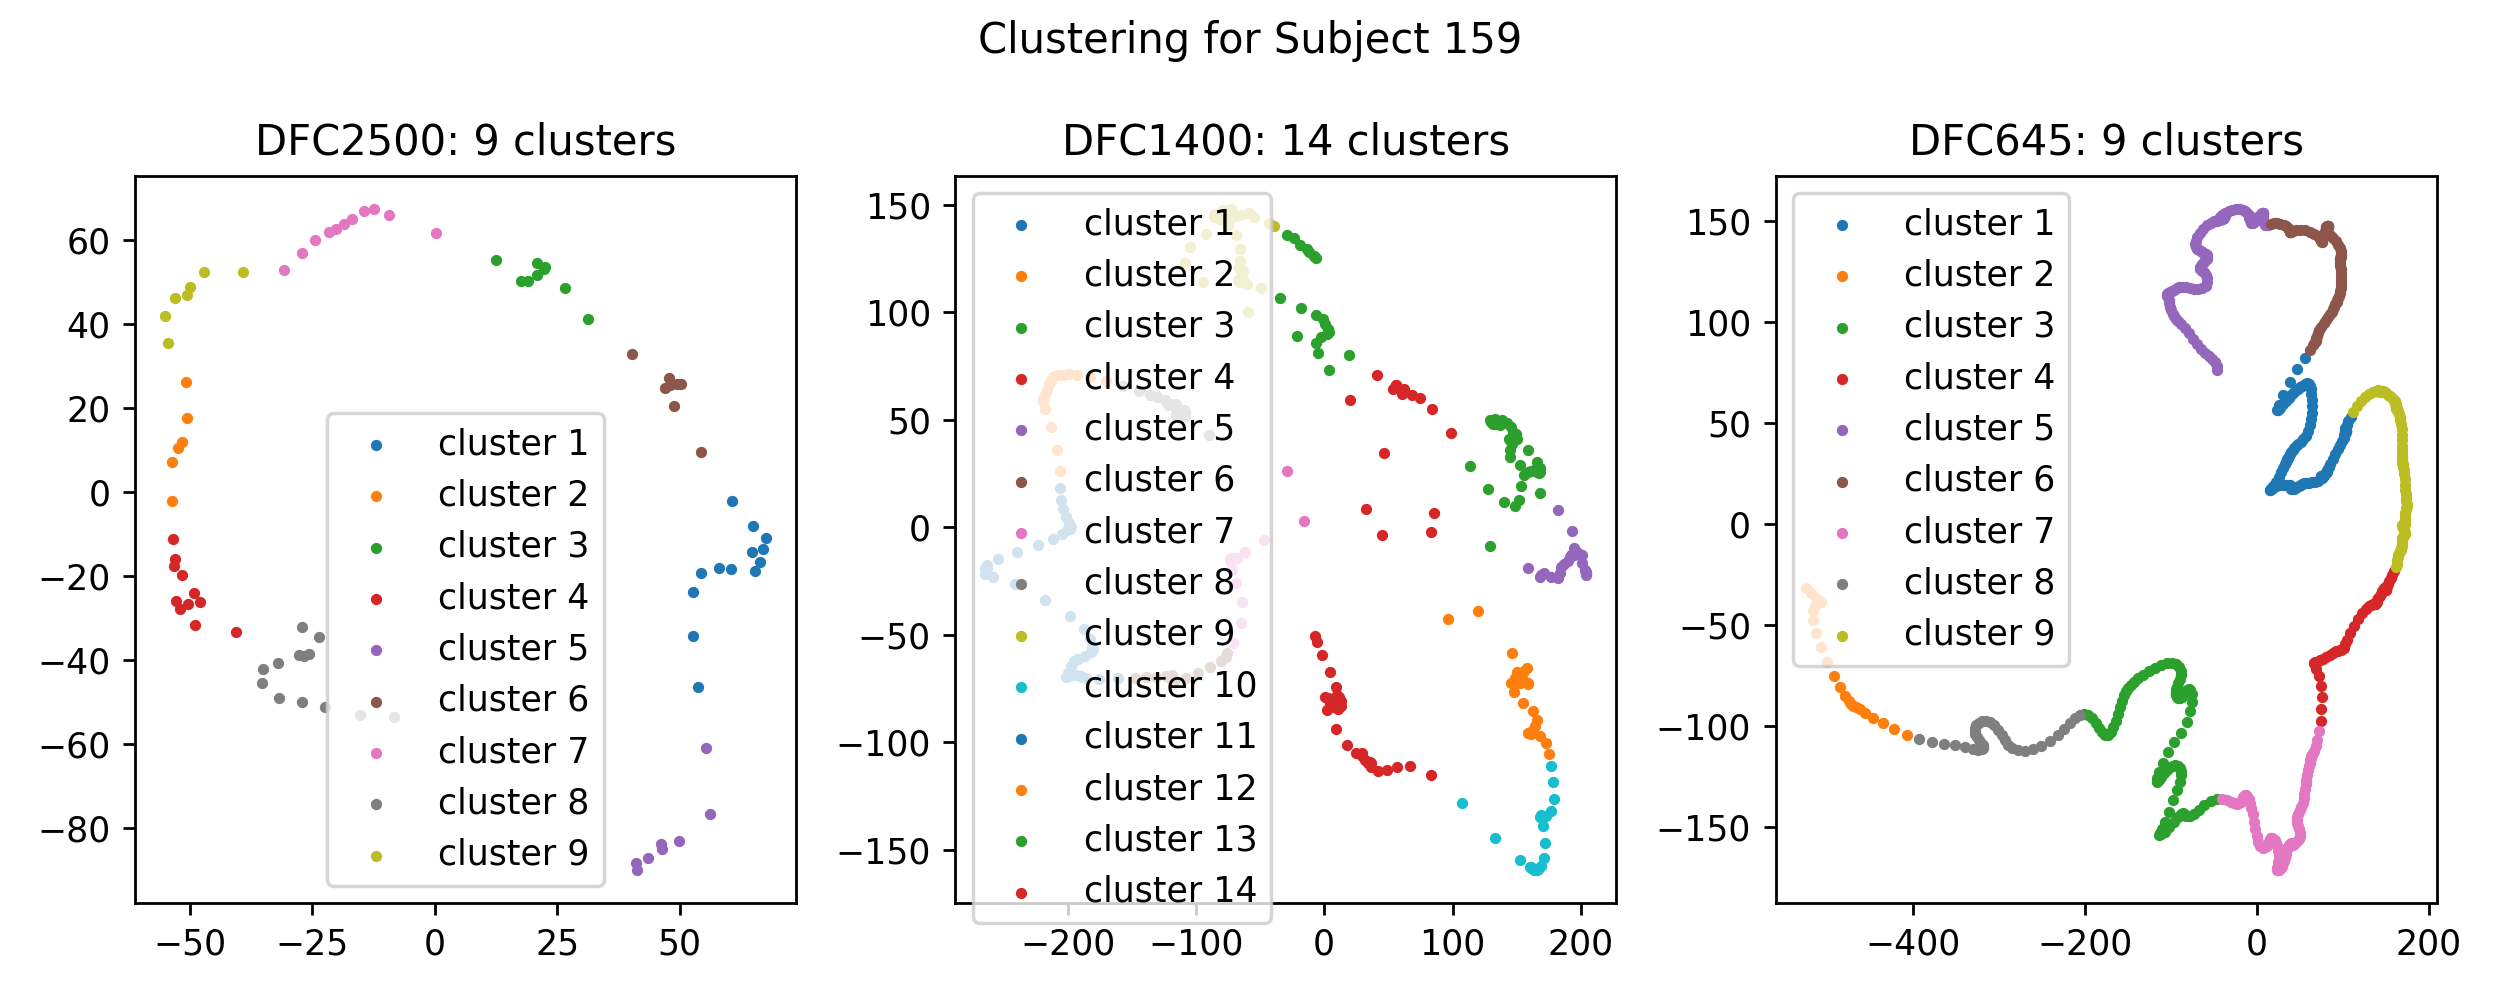 Clustering for Subject 159
DFC2500: 9 clusters
60
40
20
0
−20
−40
−60
−80
−50
−25
0
25
50
cluster 1
cluster 2
cluster 3
cluster 4
cluster 5
cluster 6
cluster 7
cluster 8
cluster 9
DFC1400: 14 clusters
150
100
50
0
−50
−100
−150
−200
−100
0
100
200
cluster 1
cluster 2
cluster 3
cluster 4
cluster 5
cluster 6
cluster 7
cluster 8
cluster 9
cluster 10
cluster 11
cluster 12
cluster 13
cluster 14
DFC645: 9 clusters
150
100
50
0
−50
−100
−150
−400
−200
0
200
cluster 1
cluster 2
cluster 3
cluster 4
cluster 5
cluster 6
cluster 7
cluster 8
cluster 9